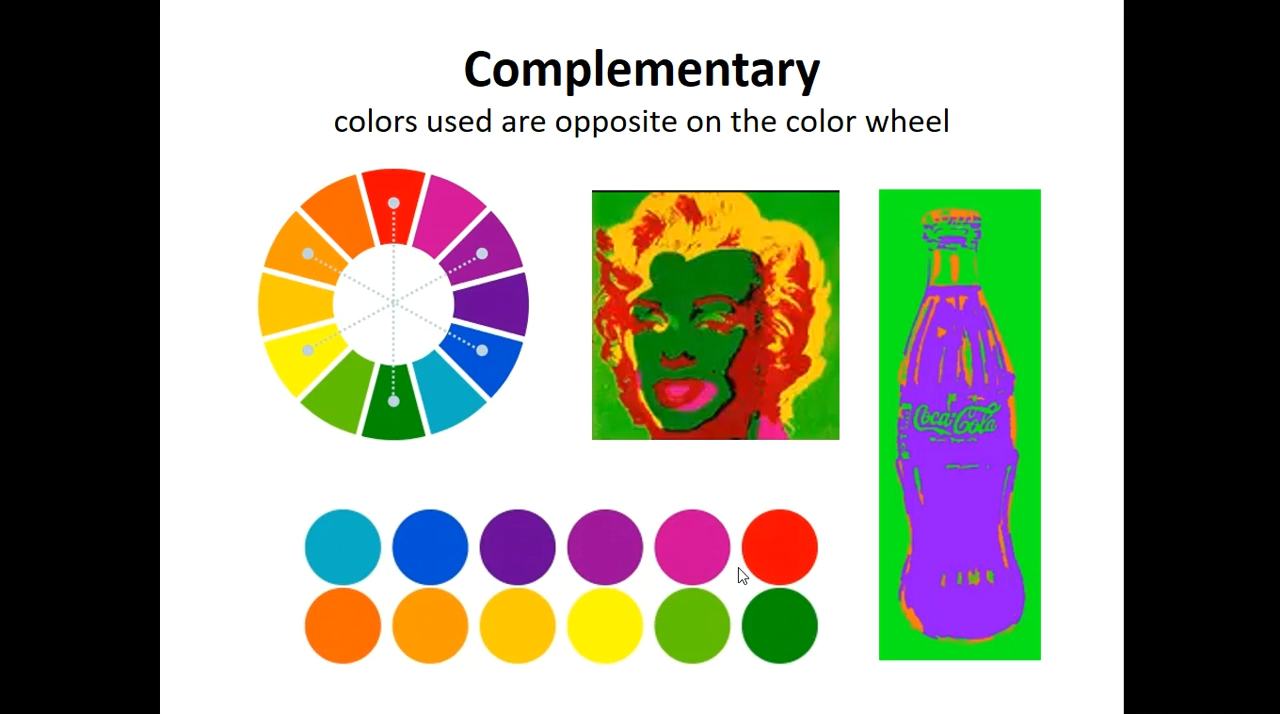 Complementary
colors used are opposite on the color wheel
Coca-Cola